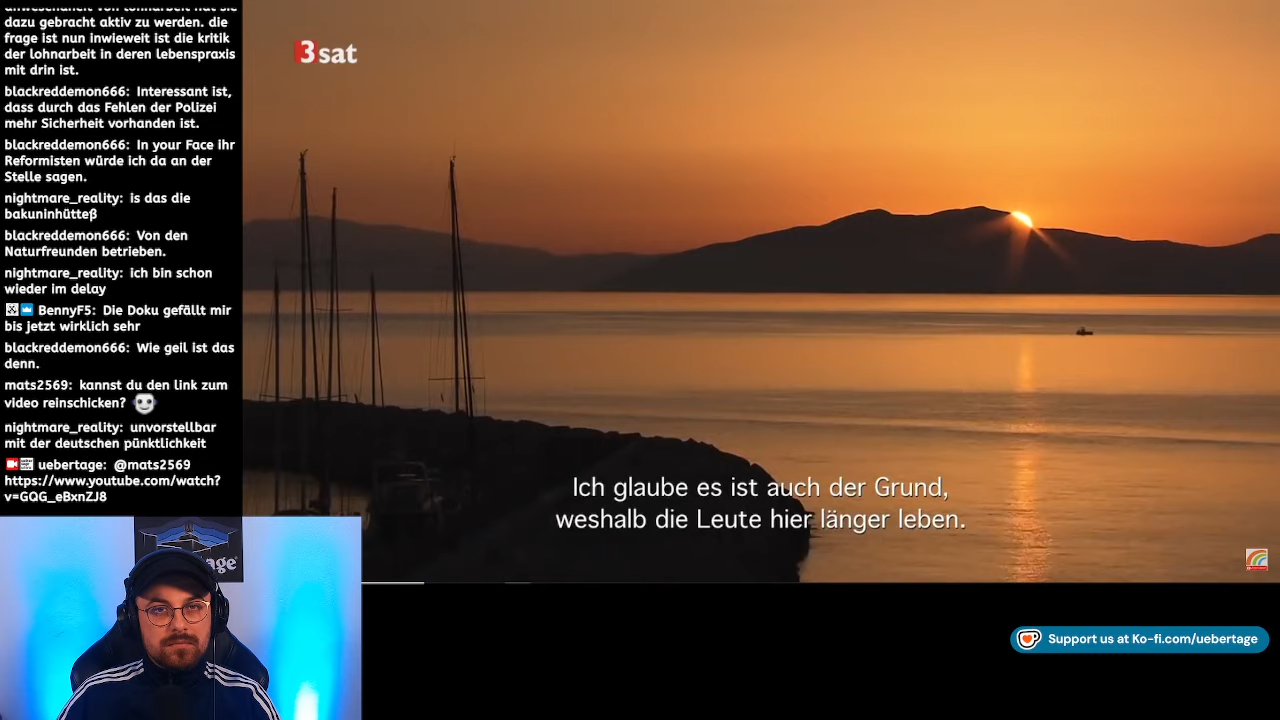 anwesenheit von lohnarbeit hat sie
dazu gebracht aktiv zu werden. die
frage ist nun inwieweit ist die kritik
der lohnarbeit in deren lebenspraxis
mit drin ist.
blackreddemon666: Interessant ist,
dass durch das Fehlen der Polizei
mehr Sicherheit vorhanden ist.
blackreddemon666: In your Face ihr
Reformisten würde ich da an der
Stelle sagen.
nightmare_reality: is das die
bakuninhütteß
blackreddemon666: Von den
Naturfreunden betrieben.
nightmare_reality: ich bin schon
wieder im delay
BennyF5: Die Doku gefällt mir
bis jetzt wirklich sehr
blackreddemon666: Wie geil ist das
denn.
mats2569: kannst du den link zum
video reinschicken?
nightmare_reality: unvorstellbar
mit der deutschen pünktlichkeit
uebertage: @mats2569
https://www.youtube.com/watch?
v=GQG_eBxnZJ8
3sat
Ich glaube es ist auch der Grund,
weshalb die Leute hier länger leben.
Support us at Ko-fi.com/uebertage